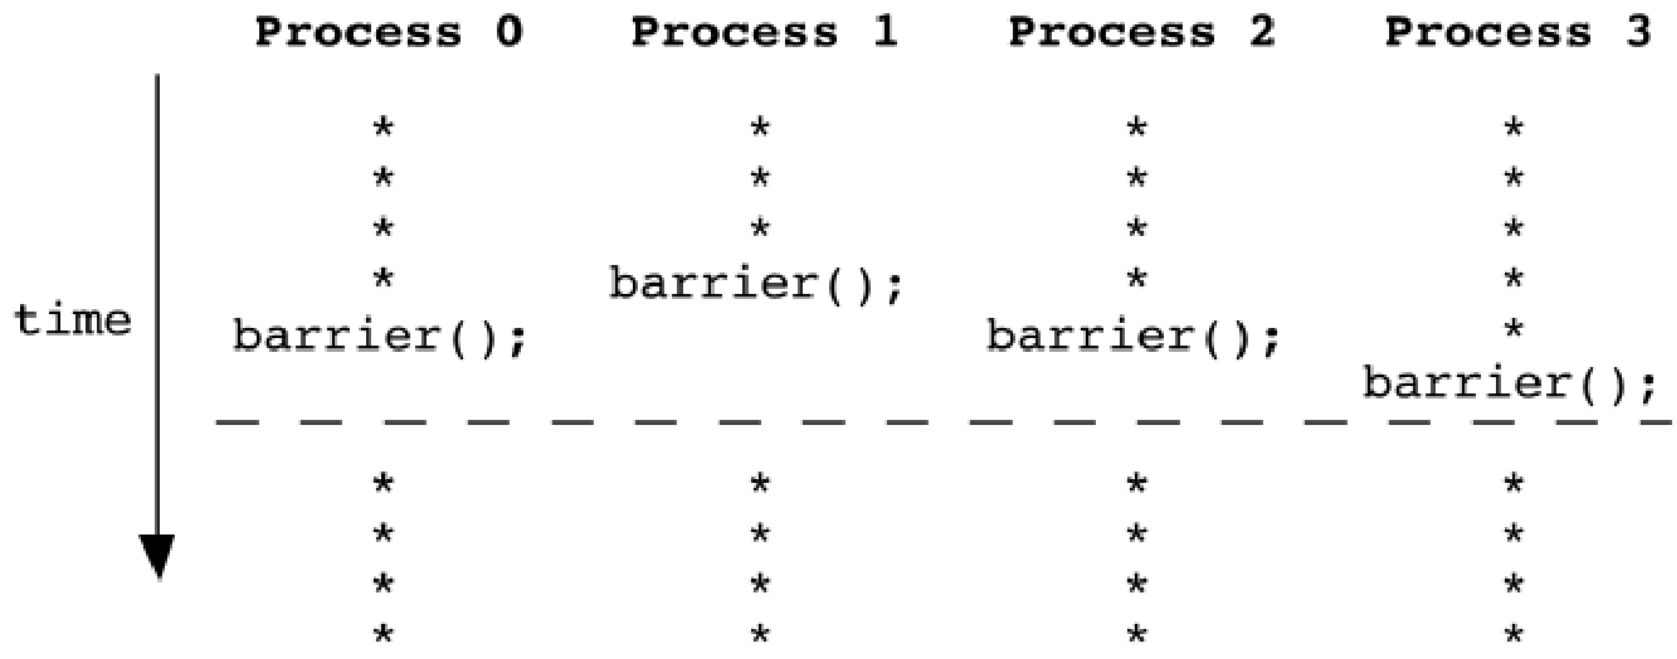 Process 0 Process 1 Process 2 Process 3
* * * *
* * * *
* * * *
* barrier(); * *
time barrier(); barrier(); *
barrier();
* * * *
* * * *
* * * *
* * * *